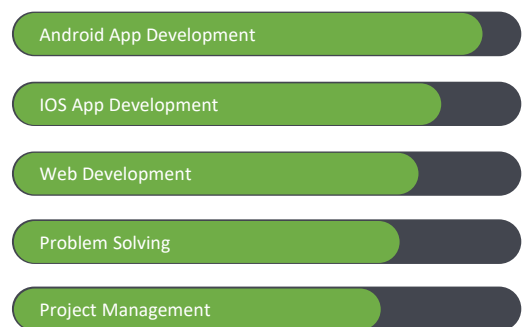 Android App Development
IOS App Development
Web Development
Problem Solving
Project Management